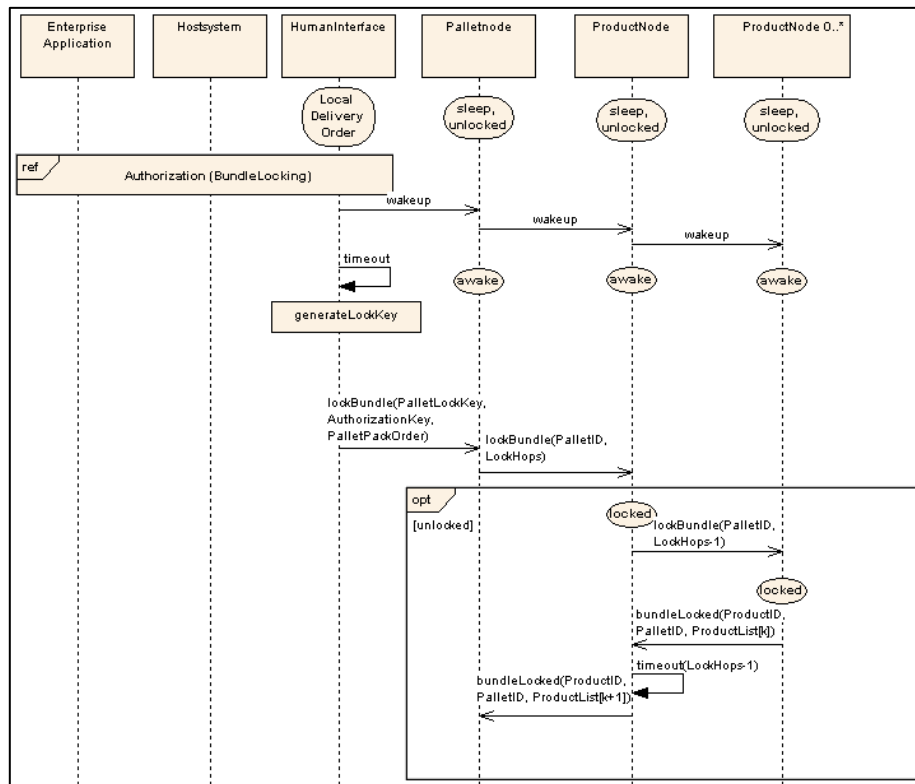 Enterprise
Application
Hostsystem
HumanInterface
Palletnode
ProductNode
ProductNode 0..*
Local
Delivery
Order
sleep,
unlocked
sleep,
unlocked
sleep,
unlocked
ref
Authorization (BundleLocking)
wakeup
wakeup
wakeup
timeout
awake
awake
awake
generateLockKey
lockBundle(PalletLockKey,
AuthorizationKey,
PalletPackOrder)
lockBundle(PalletID,
LockHops)
opt
[unlocked]
locked
lockBundle(PalletID,
LockHops-1)
locked
bundleLocked(ProductID,
PalletID, ProductList[k])
timeout(LockHops-1)
bundleLocked(ProductID,
PalletID, ProductList[k+1])